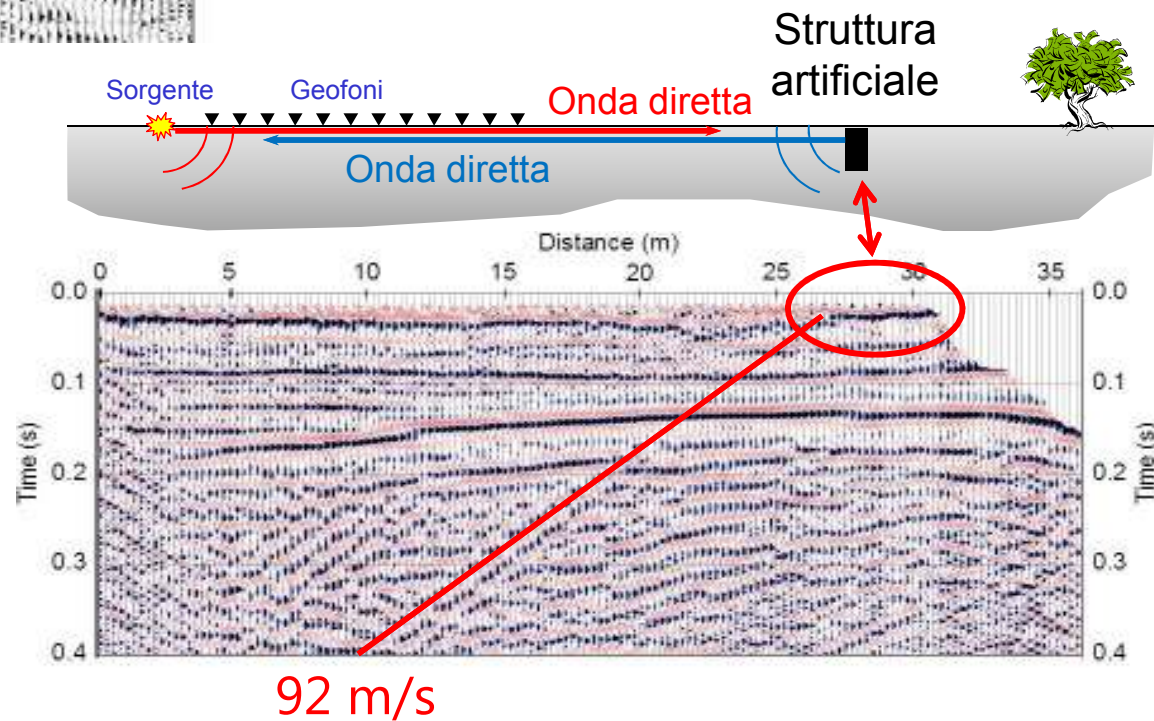 Struttura
artificiale
Sorgente
Geofoni
Onda diretta
Onda diretta
Distance (m)
0 5 10 15 20 25 30 35
0.0 0.0
0.1 0.1
0.2 0.2
0.3 0.3
0.4 0.4
Time (s)
Time (s)
92 m/s